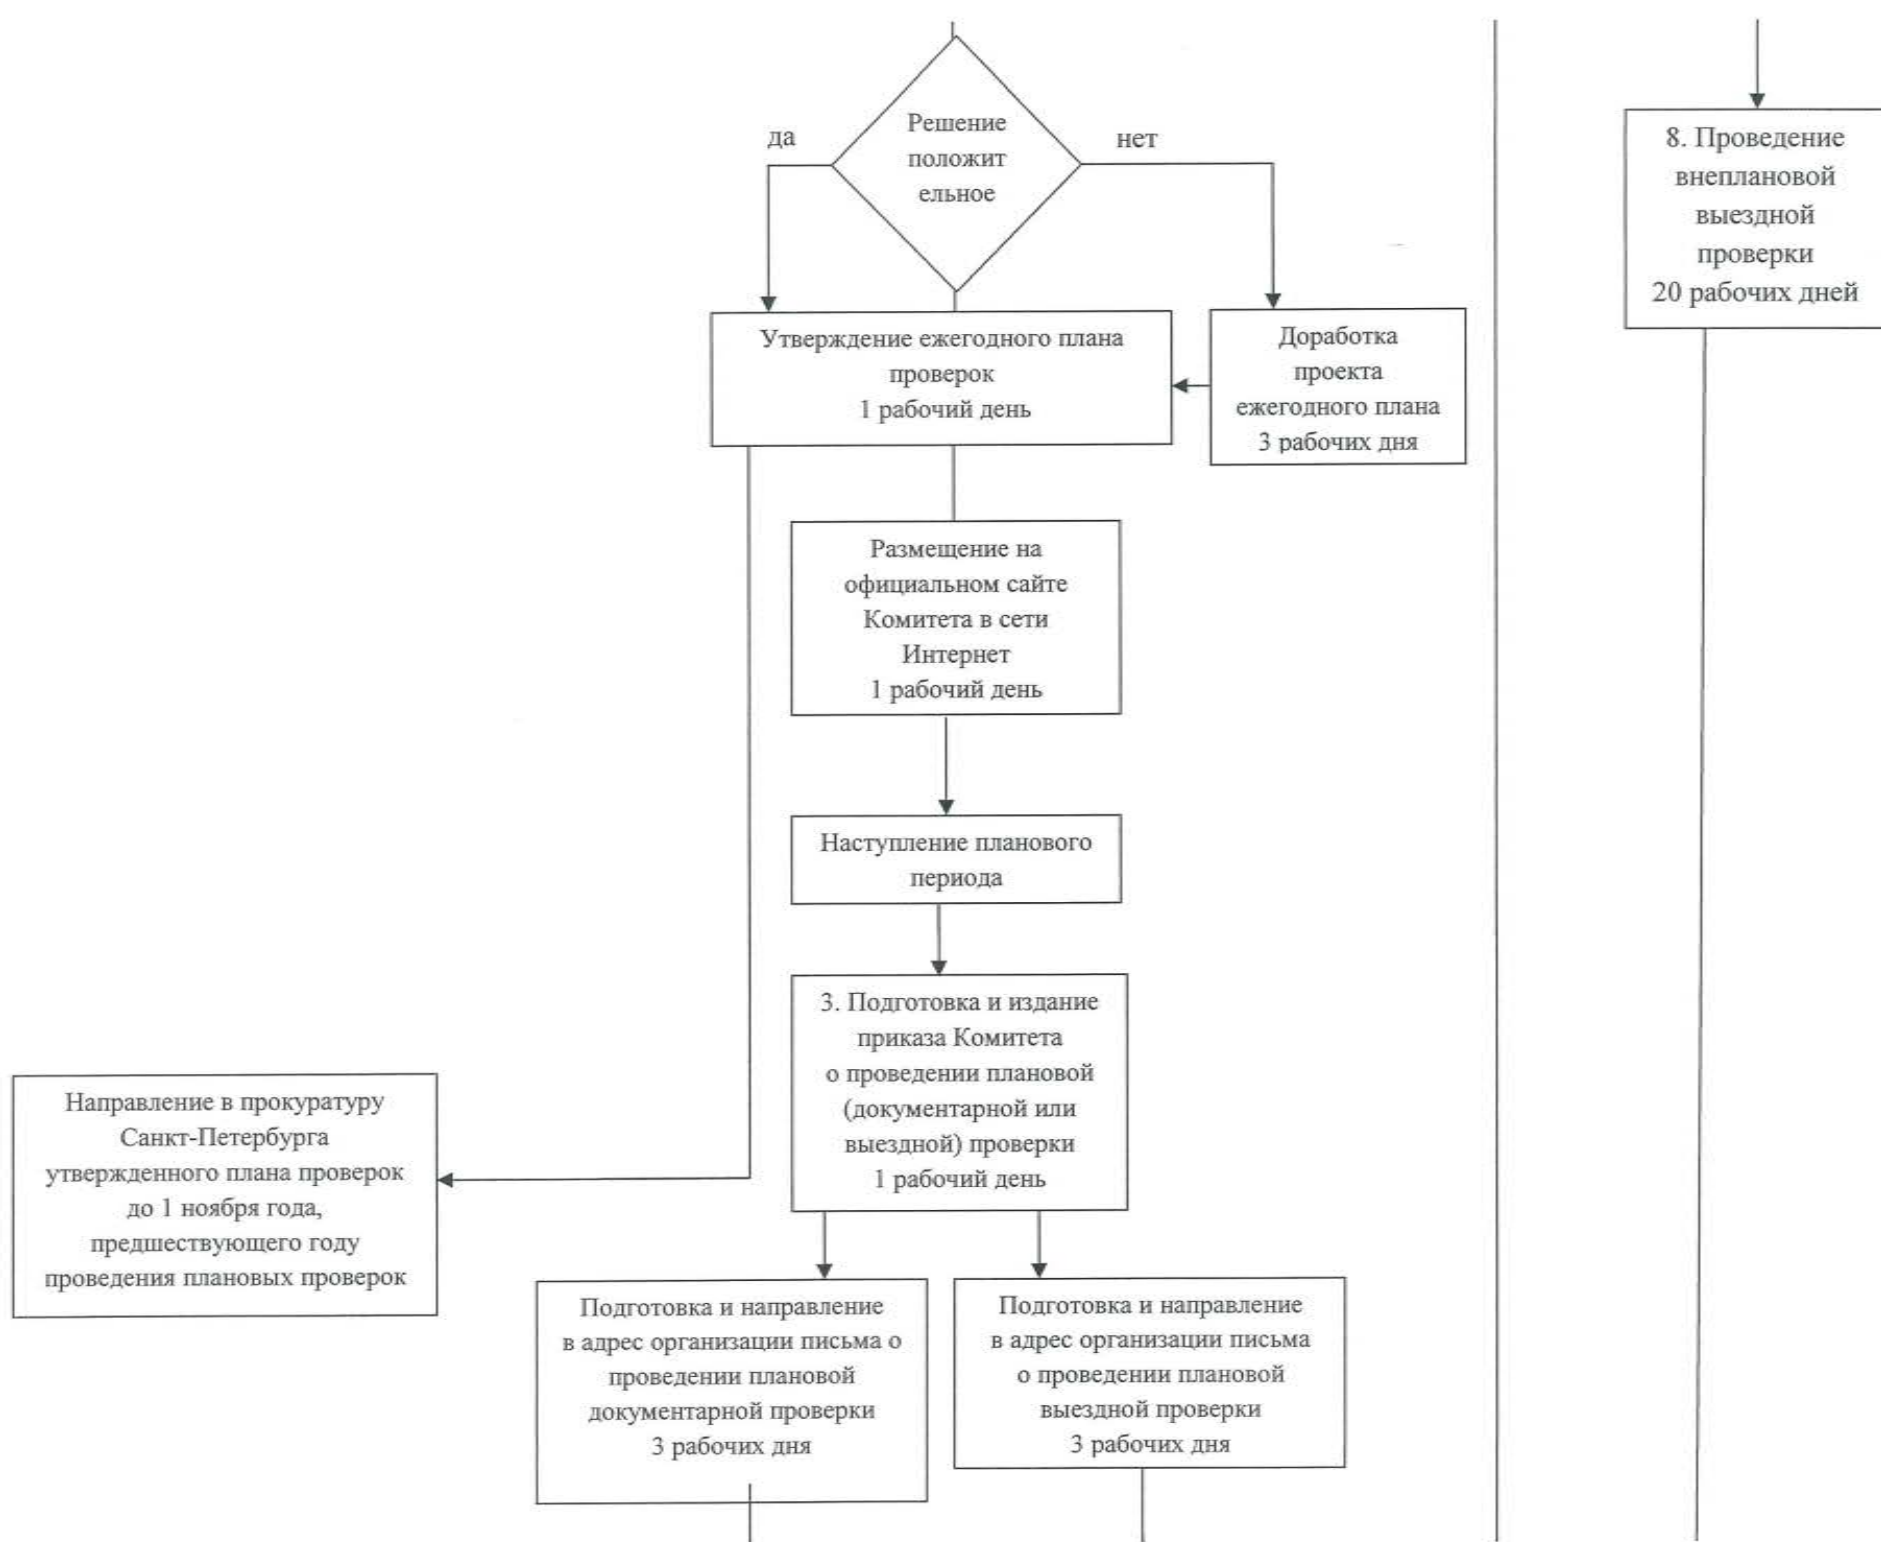 Решение
положит
ельное
да
нет
8. Проведение
внеплановой
выездной
проверки
20 рабочих дней
Утверждение ежегодного плана
проверок
1 рабочий день
Доработка
проекта
ежегодного плана
3 рабочих дня
Размещение на
официальном сайте
Комитета в сети
Интернет
1 рабочий день
Наступление планового
периода
3. Подготовка и издание
приказа Комитета
о проведении плановой
(документарной или
выездной) проверки
1 рабочий день
Направление в прокуратуру
Санкт-Петербурга
утвержденного плана проверок
до 1 ноября года,
предшествующего году
проведения плановых проверок
Подготовка и направление
в адрес организации письма о
проведении плановой
документарной проверки
3 рабочих дня
Подготовка и направление
в адрес организации письма
о проведении плановой
выездной проверки
3 рабочих дня